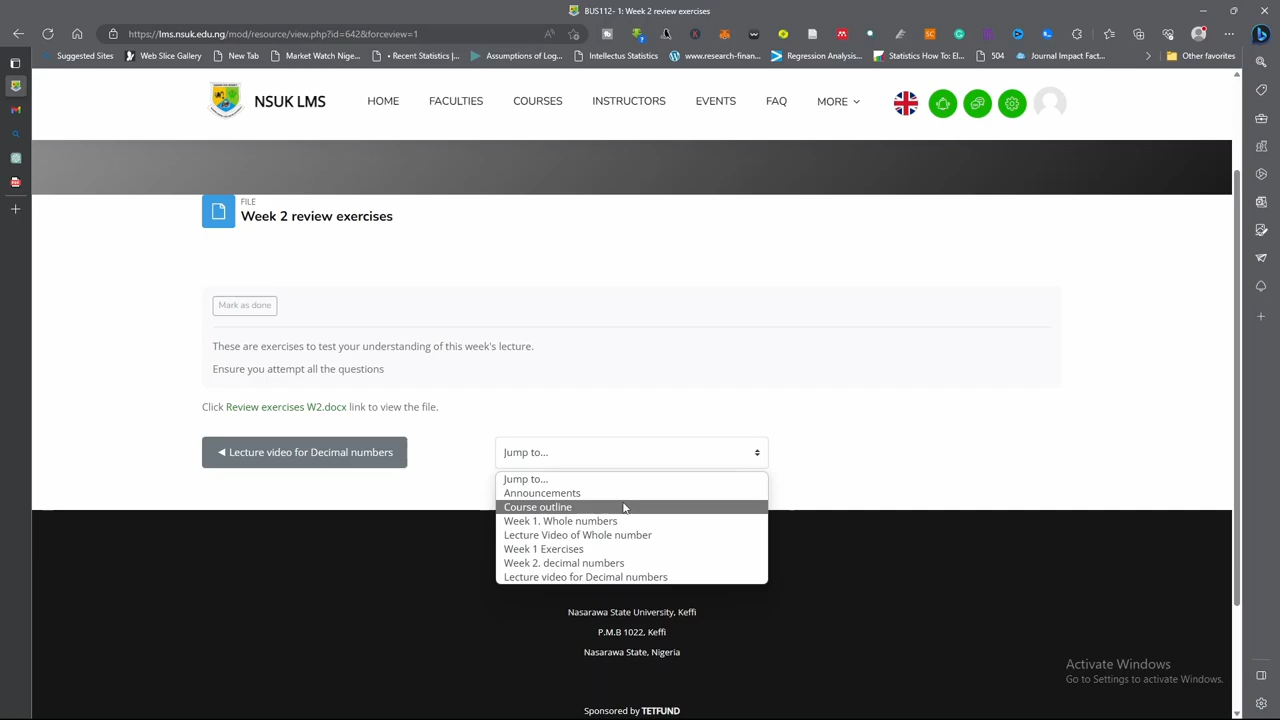 BUS112- 1: Week 2 review exercises
https://lms.nsuk.edu.ng/mod/resource/view.php?id=642&forceview=1
Suggested Sites
Web Slice Gallery
New Tab
Market Watch Nige...
• Recent Statistics |...
Assumptions of Log...
Intellectus Statistics
www.research-finan...
Regression Analysis...
Statistics How To: El...
504
Journal Impact Fact...
Other favorites
NSUK LMS
HOME
FACULTIES
COURSES
INSTRUCTORS
EVENTS
FAQ
MORE
FILE
Week 2 review exercises
Mark as done
These are exercises to test your understanding of this week's lecture.
Ensure you attempt all the questions
Click Review exercises W2.docx link to view the file.
◄ Lecture video for Decimal numbers
Jump to...
Jump to...
Announcements
Course outline
Week 1. Whole numbers
Lecture Video of Whole number
Week 1 Exercises
Week 2. decimal numbers
Lecture video for Decimal numbers
Nasarawa State University, Keffi
P.M.B 1022, Keffi
Nasarawa State, Nigeria
Activate Windows
Go to Settings to activate Windows.
Sponsored by TETFUND